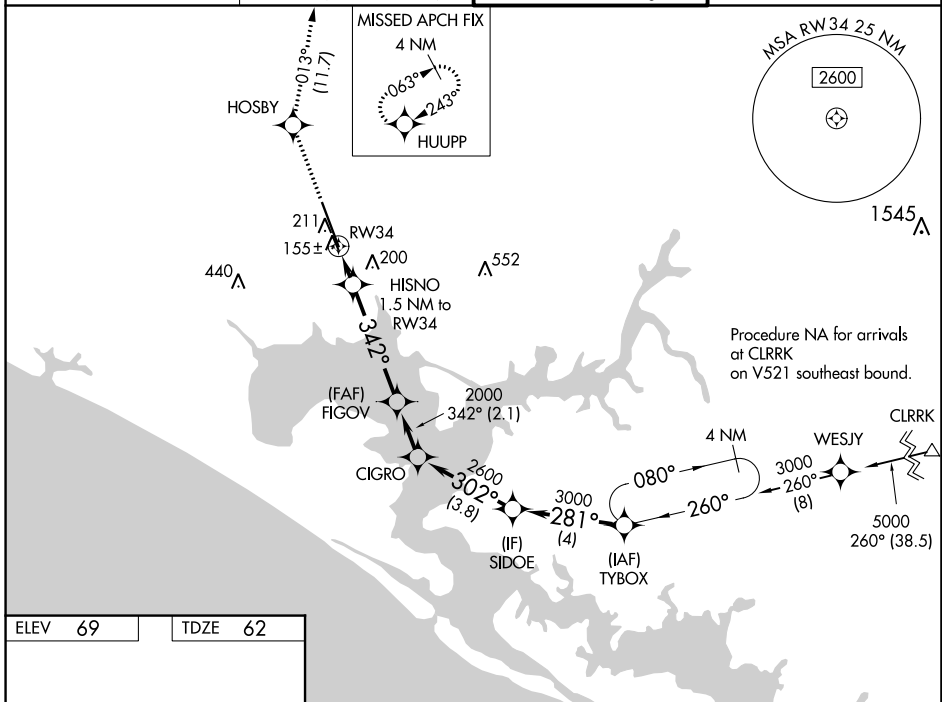 MISSED APCH FIX
4 NM
063°
243°
HUUPP
013°
(11.7)
HOSBY
MSA RW34 25 NM
2600
1545
211
RW34
155±
200
552
440
HISNO
1.5 NM to
RW34
342°
Procedure NA for arrivals
at CLRRK
on V521 southeast bound.
(FAF)
FIGOV
2000
342° (2.1)
CIGRO
2600
302°
(3.8)
(IF)
SIDOE
3000
281°
(4)
(IAF)
TYBOX
4 NM
080°
260°
WESJY
3000
260°
(8)
CLRRK
5000
260° (38.5)
ELEV 69
TDZE 62